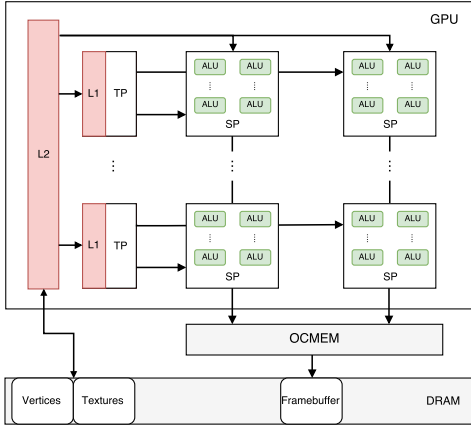 GPU
ALU ALU ALU ALU
L1 TP
ALU ALU ALU ALU
SP SP
L2
L1 TP
ALU ALU ALU ALU
ALU ALU ALU ALU
SP SP
OCMEM
Vertices Textures Framebuffer DRAM